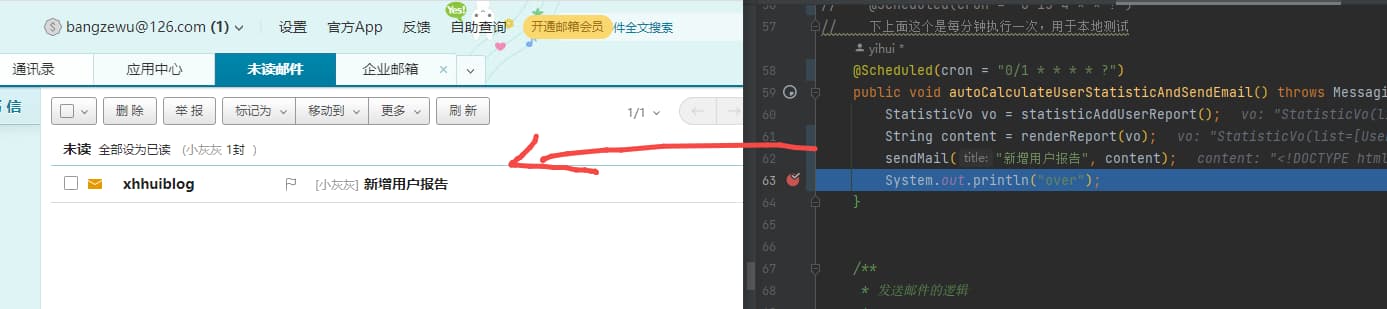 bangzewu@126.com (1) 设置 官方App 反馈 自助查询 开通邮箱会员 件全文搜索
Yes!
通讯录 应用中心 未读邮件 企业邮箱 ×
信
删 除 举 报 标记为 移动到 更多 刷 新 1/1
未读 全部设为已读 (小灰灰 1封 )
xhhuiblog [小灰灰] 新增用户报告
57 // 下上面这个是每分钟执行一次，用于本地测试
yihui *
58 @Scheduled(cron = "0/1 * * * * ?")
59 public void autoCalculateUserStatisticAndSendEmail() throws Messagi
60 StatisticVo vo = statisticAddUserReport(); vo: "StatisticVo(li
61 String content = renderReport(vo); vo: "StatisticVo(list=[Use
62 sendMail( title: "新增用户报告", content); content: "<!DOCTYPE html
63 System.out.println("over");
64 }
65
66
67 /**
68 * 发送邮件的逻辑